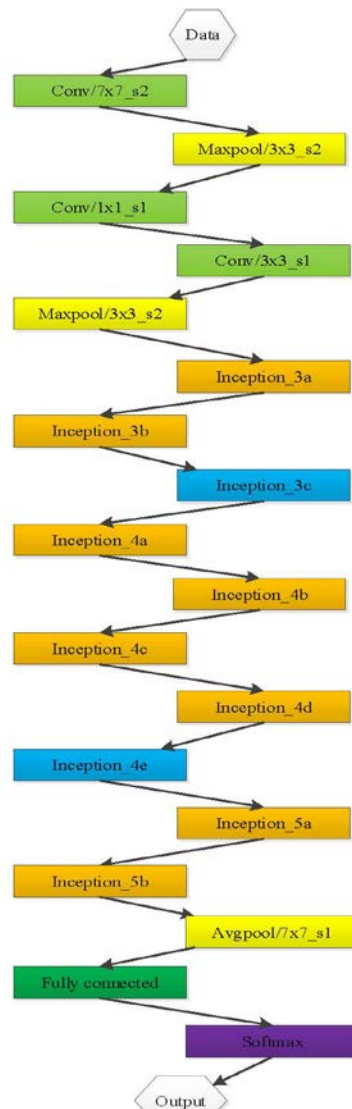 Data
Conv/7x7_s2
Maxpool/3x3_s2
Conv/1x1_s1
Conv/3x3_s1
Maxpool/3x3_s2
Inception_3a
Inception_3b
Inception_3c
Inception_4a
Inception_4b
Inception_4c
Inception_4d
Inception_4e
Inception_5a
Inception_5b
Avgpool/7x7_s1
Fully connected
Softmax
Output